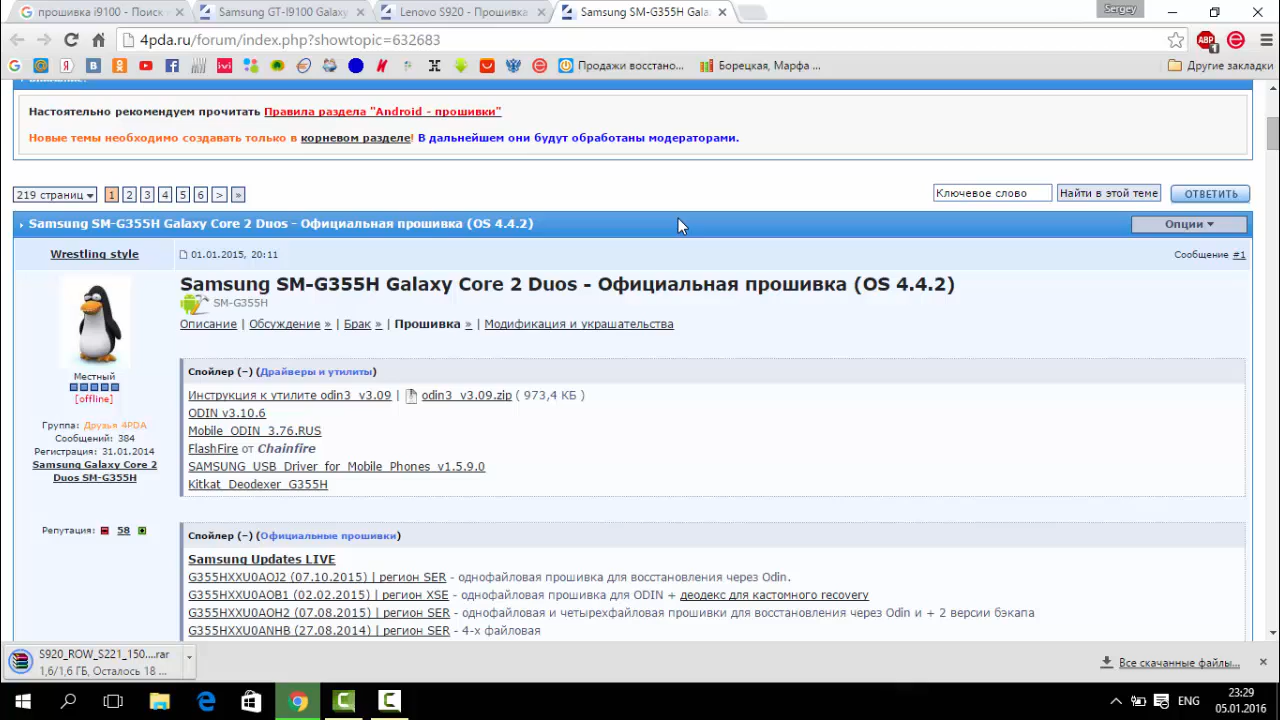 прошивка i9100 - Поиск
Samsung GT-I9100 Galaxy
Lenovo S920 - Прошивка
Samsung SM-G355H Gala
Sergey
4pda.ru/forum/index.php?showtopic=632683
ABP 1
Продажи восстано...
Борецкая, Марфа ...
Другие закладки
Настоятельно рекомендуем прочитать Правила раздела "Android - прошивки"
Новые темы необходимо создавать только в корневом разделе! В дальнейшем они будут обработаны модераторами.
219 страниц 1 2 3 4 5 6 > »
Ключевое слово
Найти в этой теме
ОТВЕТИТЬ
Samsung SM-G355H Galaxy Core 2 Duos - Официальная прошивка (OS 4.4.2)
Опции
Wrestling style
01.01.2015, 20:11
Сообщение #1
Samsung SM-G355H Galaxy Core 2 Duos - Официальная прошивка (OS 4.4.2)
SM-G355H
Описание | Обсуждение » | Брак » | Прошивка » | Модификация и украшательства
Местный
[offline]
Группа: Друзья 4PDA
Сообщений: 384
Регистрация: 31.01.2014
Samsung Galaxy Core 2
Duos SM-G355H
Репутация: 58
Спойлер (−) (Драйверы и утилиты)
Инструкция к утилите odin3_v3.09 | odin3_v3.09.zip ( 973,4 КБ )
ODIN v3.10.6
Mobile_ODIN_3.76.RUS
FlashFire от Chainfire
SAMSUNG_USB_Driver_for_Mobile_Phones_v1.5.9.0
Kitkat_Deodexer_G355H
Спойлер (−) (Официальные прошивки)
Samsung Updates LIVE
G355HXXU0AOJ2 (07.10.2015) | регион SER - однофайловая прошивка для восстановления через Odin.
G355HXXU0AOB1 (02.02.2015) | регион XSE - однофайловая прошивка для ODIN + деодекс для кастомного recovery
G355HXXU0AOH2 (07.08.2015) | регион SER - однофайловая и четырехфайловая прошивки для восстановления через Odin и + 2 версии бэкапа
G355HXXU0ANHB (27.08.2014) | регион SER - 4-х файловая
S920_ROW_S221_150....rar
1,6/1,6 ГБ, Осталось 18 ...
Все скачанные файлы...
ENG
23:29
05.01.2016